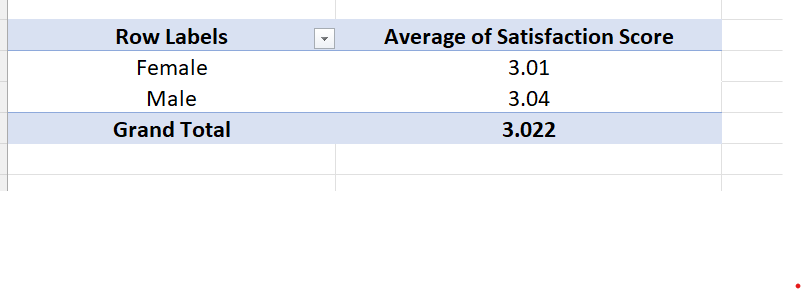 Row Labels Average of Satisfaction Score
Female 3.01
Male 3.04
Grand Total 3.022